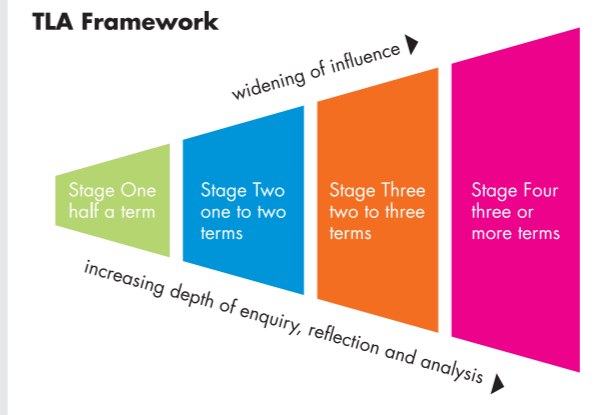 TLA Framework
widening of influence
Stage One
half a term
Stage Two
one to two
terms
Stage Three
two to three
terms
Stage Four
three or
more terms
increasing depth of enquiry, reflection and analysis